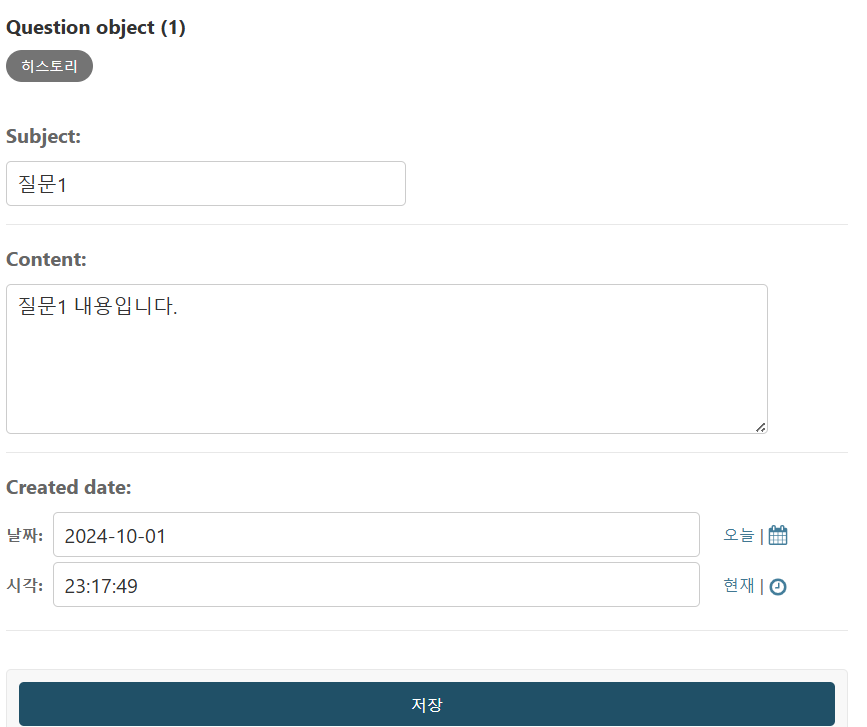 Question object (1)
히스토리
Subject:
질문1
Content:
질문1 내용입니다.
Created date:
날짜: 2024-10-01 오늘 |
시각: 23:17:49 현재 |
저장